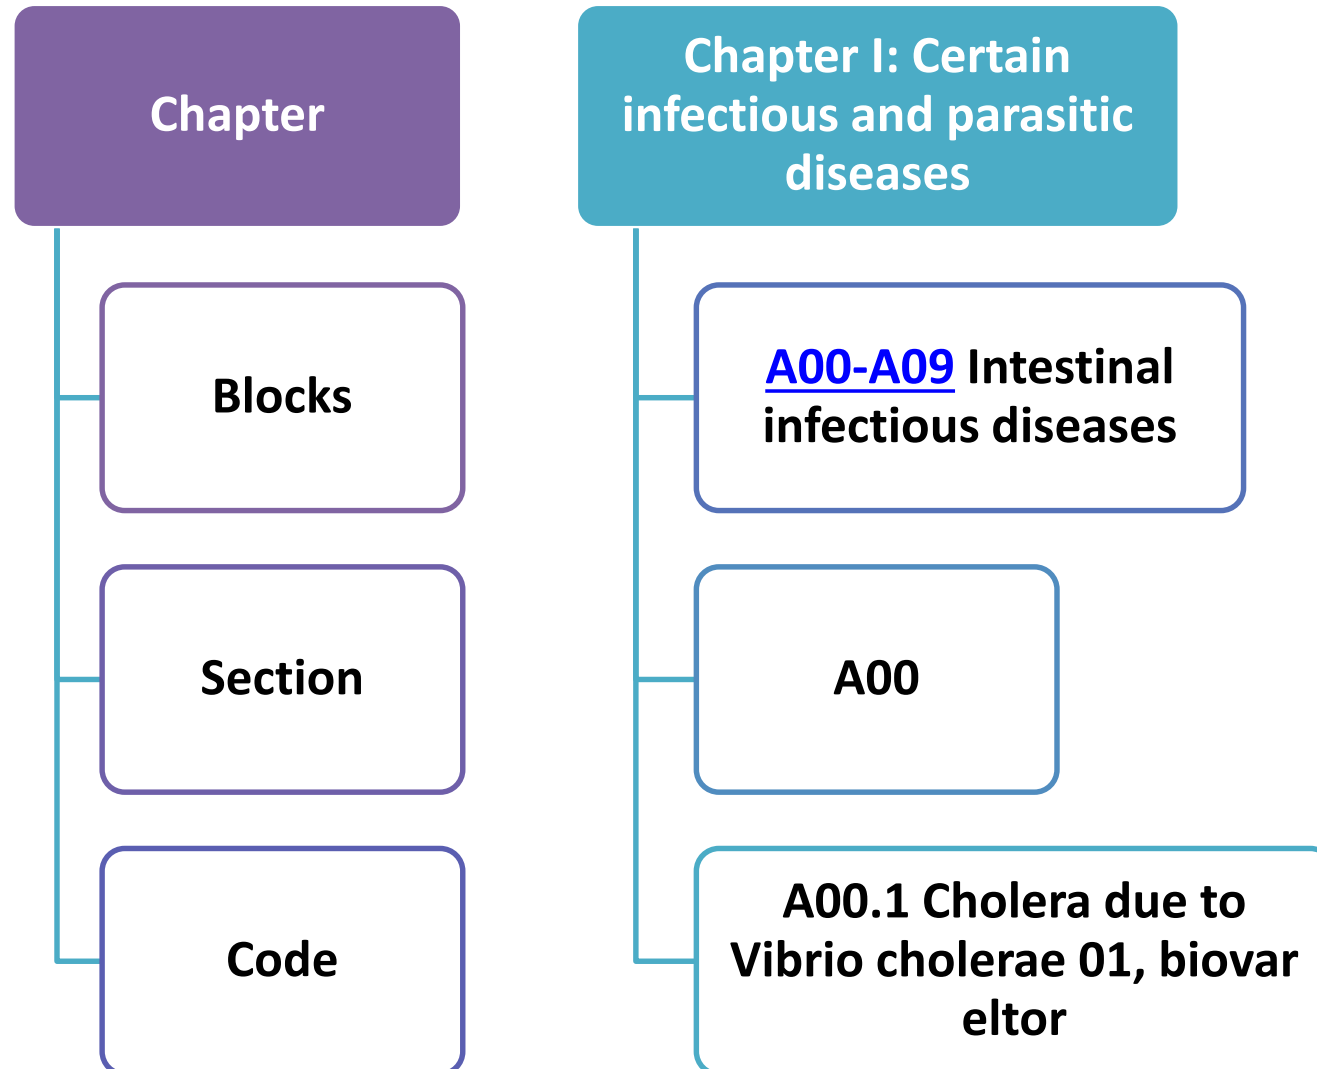 Chapter
Blocks
Section
Code
Chapter I: Certain
infectious and parasitic
diseases
A00-A09 Intestinal
infectious diseases
A00
A00.1 Cholera due to
Vibrio cholerae 01, biovar
eltor